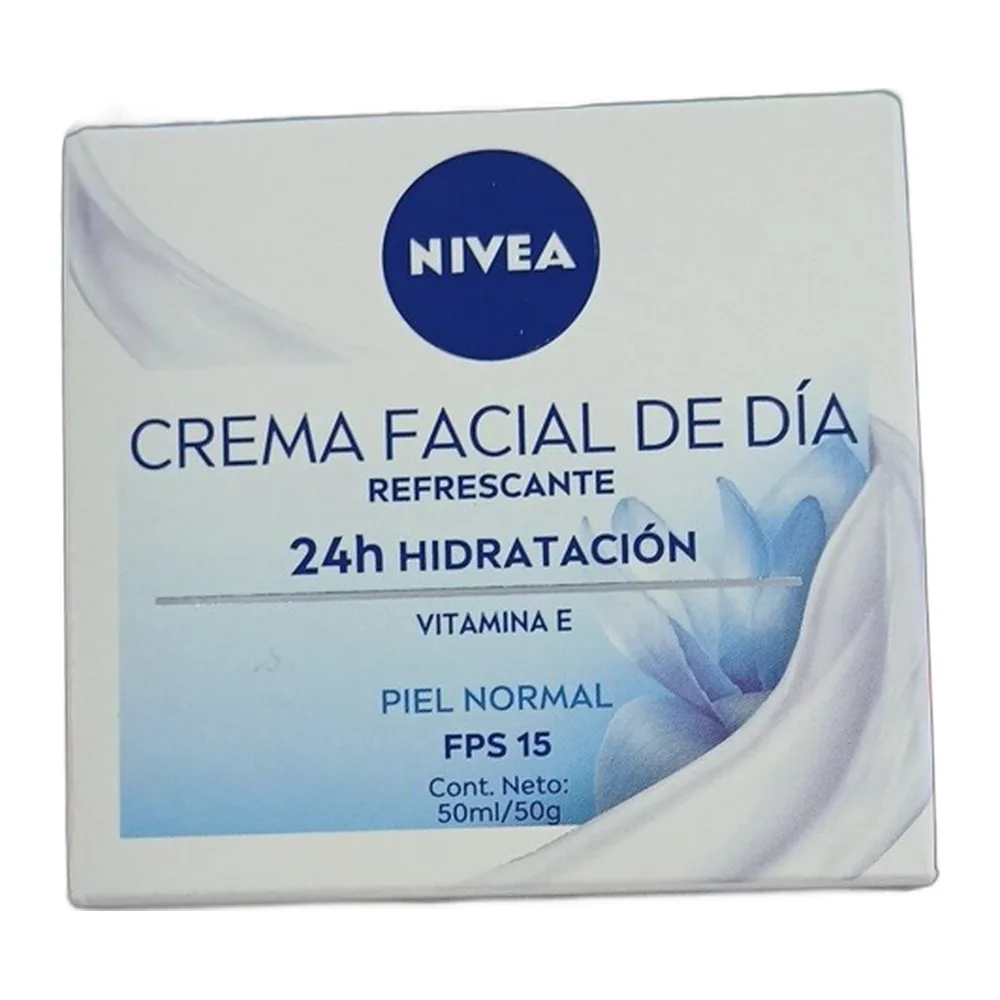 NIVEA
CREMA FACIAL DE DÍA
REFRESCANTE
24h HIDRATACIÓN
VITAMINA E
PIEL NORMAL
FPS 15
Cont. Neto:
50ml/50g